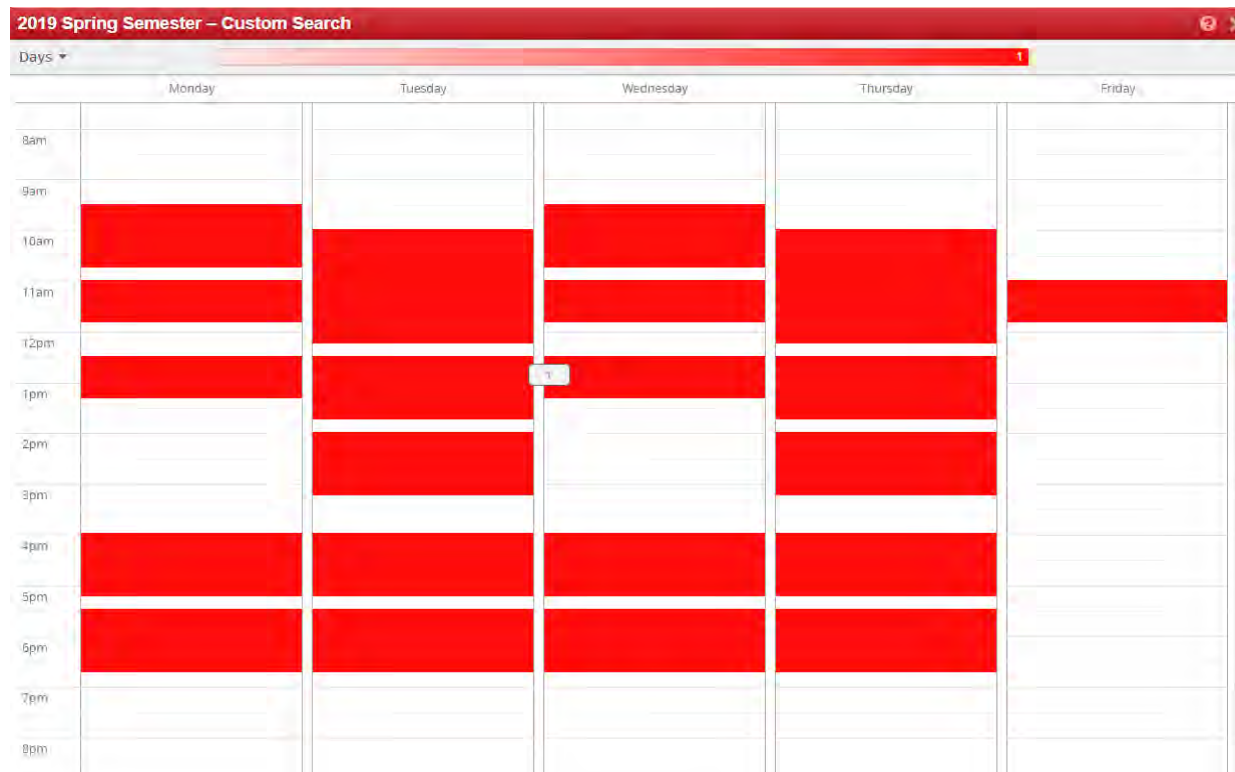 2019 Spring Semester – Custom Search
Days
1
Monday Tuesday Wednesday Thursday Friday
8am
9am
10am
11am
12pm
1
1pm
2pm
3pm
4pm
5pm
6pm
7pm
8pm